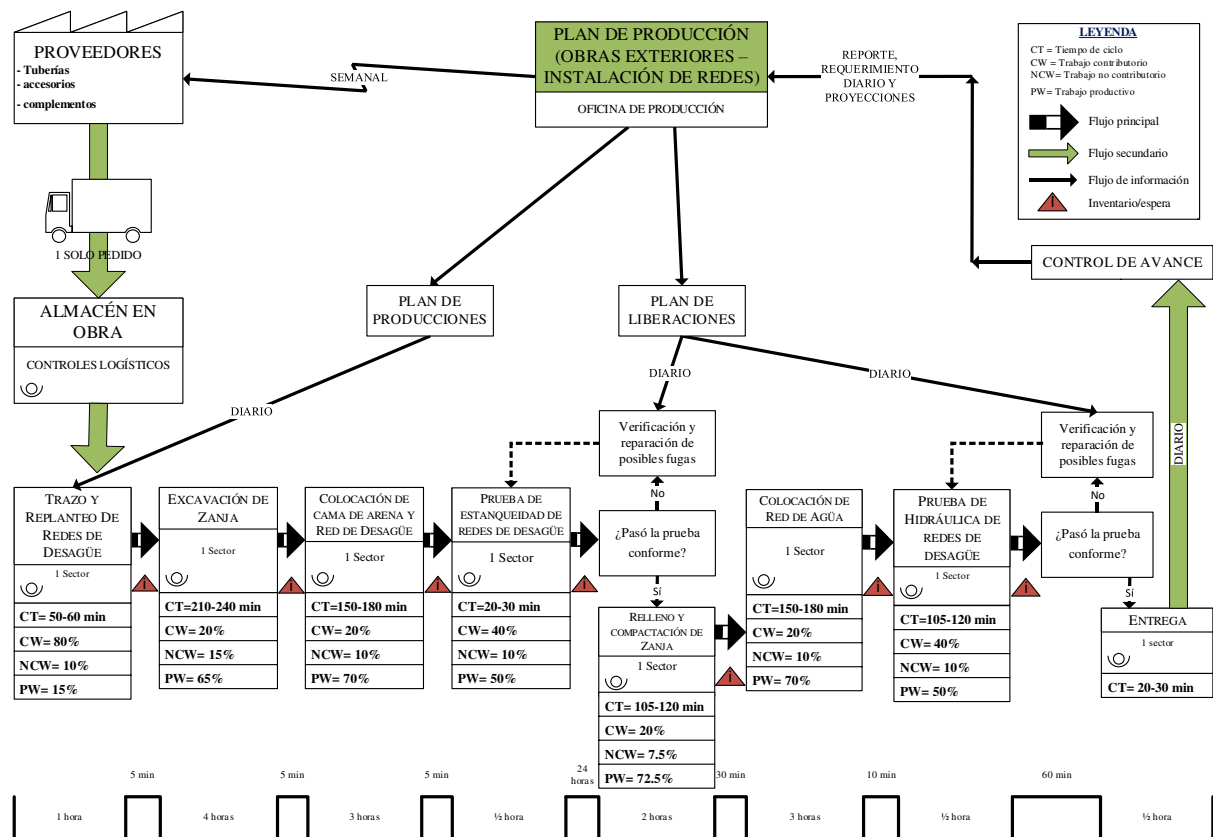 PROVEEDORES
- Tuberías
- accesorios
- complementos
SEMANAL
PLAN DE PRODUCCIÓN
(OBRAS EXTERIORES –
INSTALACIÓN DE REDES)
OFICINA DE PRODUCCIÓN
REPORTE,
REQUERIMIENTO
DIARIO Y
PROYECCIONES
LEYENDA
CT = Tiempo de ciclo
CW = Trabajo contributorio
NCW= Trabajo no contributorio
PW= Trabajo productivo
Flujo principal
Flujo secundario
Flujo de información
i
Inventario/espera
1 SOLO PEDIDO
CONTROL DE AVANCE
ALMACÉN EN
OBRA
CONTROLES LOGÍSTICOS
PLAN DE
PRODUCCIONES
PLAN DE
LIBERACIONES
DIARIO
DIARIO
DIARIO
DIARIO
Verificación y
reparación de
posibles fugas
No
¿Pasó la prueba
conforme?
Sí
Verificación y
reparación de
posibles fugas
No
¿Pasó la prueba
conforme?
Sí
TRAZO Y
REPLANTEO DE
REDES DE
DESAGÜE
1 Sector
CT= 50-60 min
CW= 80%
NCW= 10%
PW= 15%
i
EXCAVACIÓN DE
ZANJA
1 Sector
CT=210-240 min
CW= 20%
NCW= 15%
PW= 65%
i
COLOCACIÓN DE
CAMA DE ARENA Y
RED DE DESAGÜE
1 Sector
CT=150-180 min
CW= 20%
NCW= 10%
PW= 70%
i
PRUEBA DE
ESTANQUEIDAD DE
REDES DE DESAGÜE
1 Sector
CT=20-30 min
CW= 40%
NCW= 10%
PW= 50%
i
RELLENO Y
COMPACTACIÓN DE
ZANJA
1 Sector
CT= 105-120 min
CW= 20%
NCW= 7.5%
PW= 72.5%
i
COLOCACIÓN DE
RED DE AGÜA
1 Sector
CT=150-180 min
CW= 20%
NCW= 10%
PW= 70%
i
PRUEBA DE
HIDRÁULICA DE
REDES DE
DESAGÜE
1 Sector
CT=105-120 min
CW= 40%
NCW= 10%
PW= 50%
i
ENTREGA
1 sector
CT= 20-30 min
5 min
5 min
5 min
24
horas
30 min
10 min
60 min
1 hora
4 horas
3 horas
½ hora
2 horas
3 horas
½ hora
½ hora